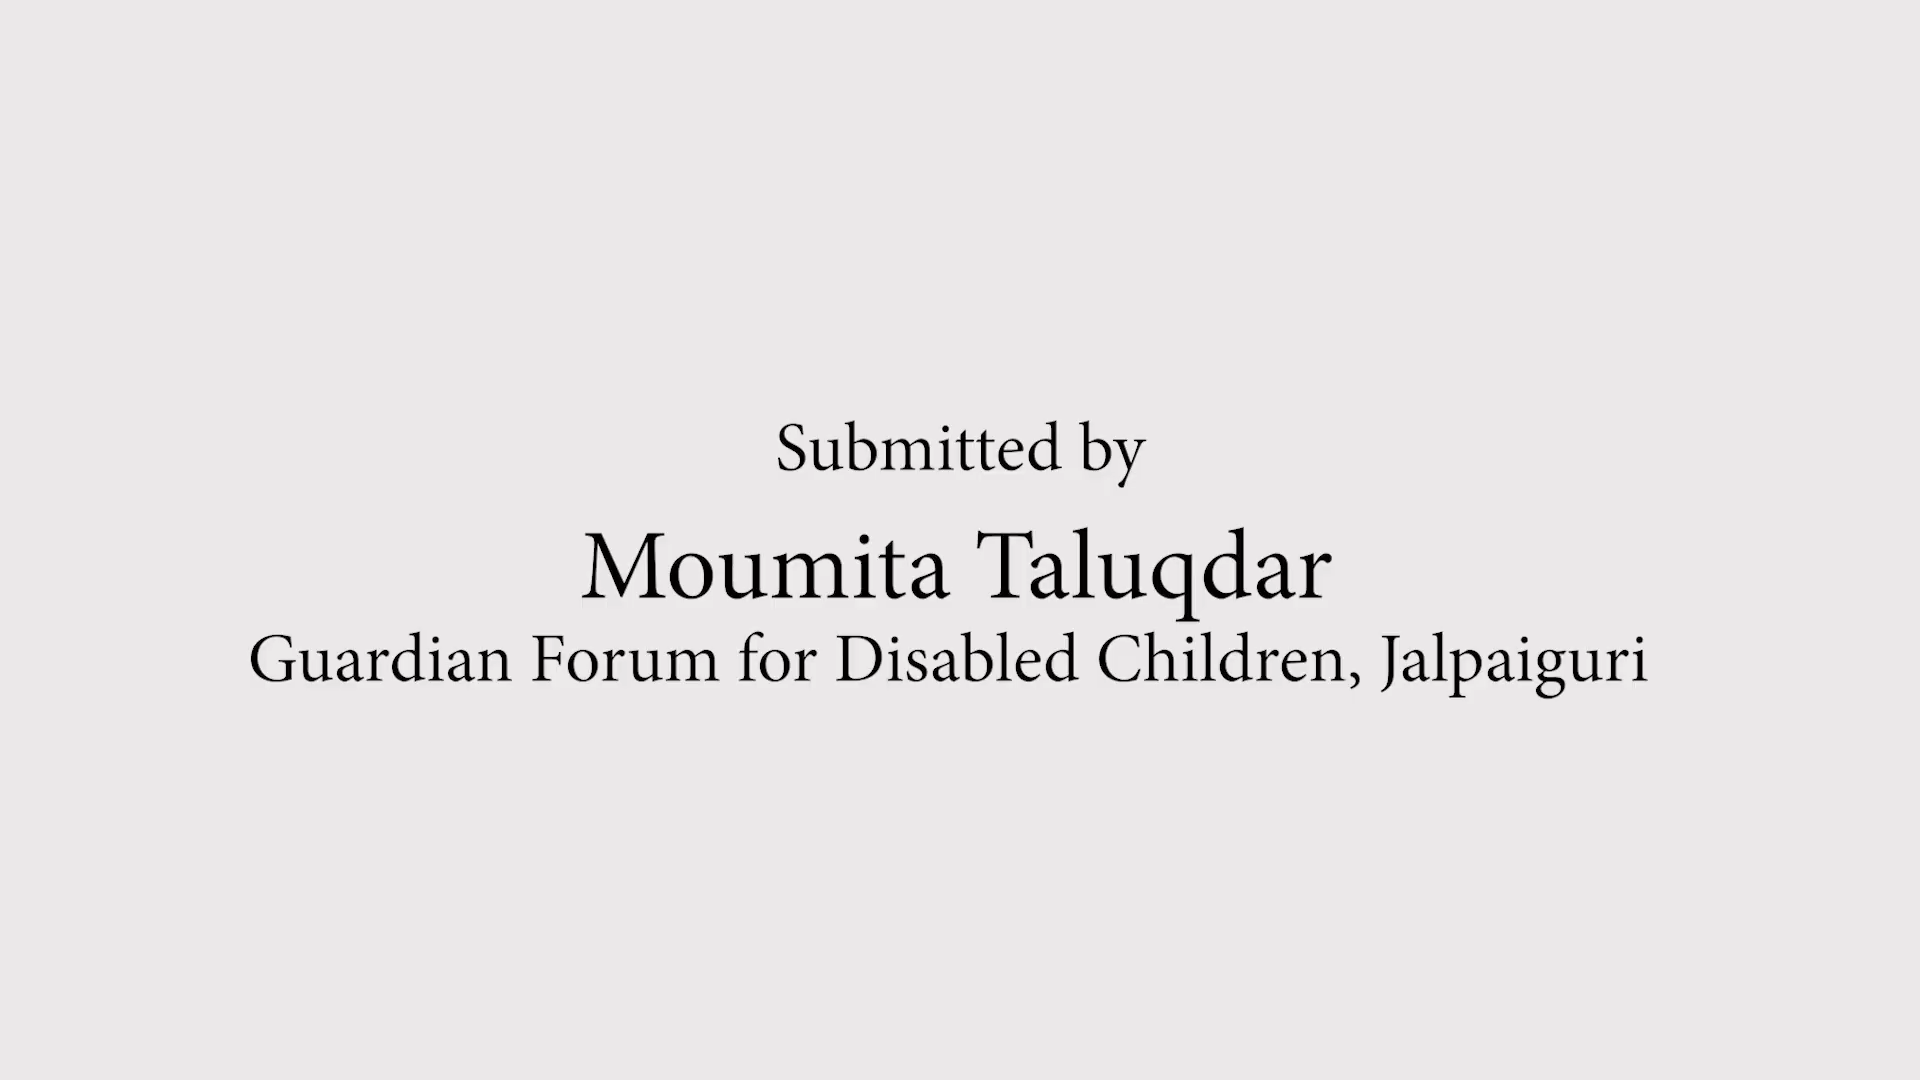 Submitted by
Moumita Taluqdar
Guardian Forum for Disabled Children, Jalpaiguri